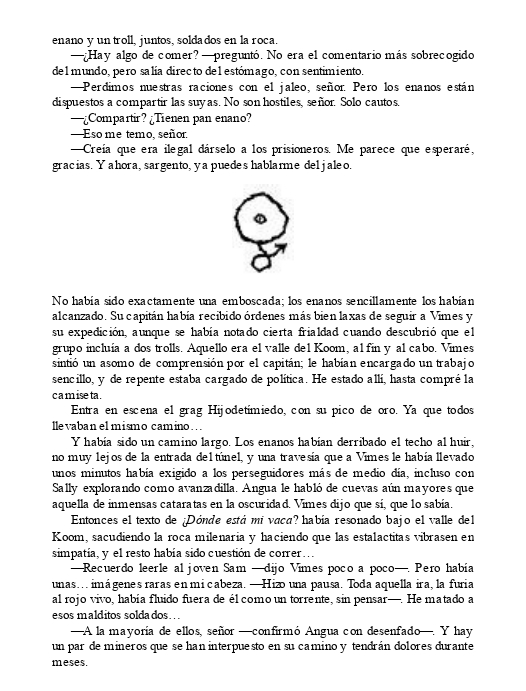 enano y un troll, juntos, soldados en la roca.
—¿Hay algo de comer? —preguntó. No era el comentario más sobrecogido
del mundo, pero salía directo del estómago, con sentimiento.
—Perdimos nuestras raciones con el jaleo, señor. Pero los enanos están
dispuestos a compartir las suyas. No son hostiles, señor. Solo cautos.
—¿Compartir? ¿Tienen pan enano?
—Eso me temo, señor.
—Creía que era ilegal dárselo a los prisioneros. Me parece que esperaré,
gracias. Y ahora, sargento, ya puedes hablarme del jaleo.
No había sido exactamente una emboscada; los enanos sencillamente los habían
alcanzado. Su capitán había recibido órdenes más bien laxas de seguir a Vimes y
su expedición, aunque se había notado cierta frialdad cuando descubrió que el
grupo incluía a dos trolls. Aquello era el valle del Koom, al fin y al cabo. Vimes
sintió un asomo de comprensión por el capitán; le habían encargado un trabajo
sencillo, y de repente estaba cargado de política. He estado allí, hasta compré la
camiseta.
Entra en escena el grag Hijodetimiedo, con su pico de oro. Ya que todos
llevaban el mismo camino…
Y había sido un camino largo. Los enanos habían derribado el techo al huir,
no muy lejos de la entrada del túnel, y una travesía que a Vimes le había llevado
unos minutos había exigido a los perseguidores más de medio día, incluso con
Sally explorando como avanzadilla. Angua le habló de cuevas aún mayores que
aquella de inmensas cataratas en la oscuridad. Vimes dijo que sí, que lo sabía.
Entonces el texto de ¿Dónde está mi vaca? había resonado bajo el valle del
Koom, sacudiendo la roca milenaria y haciendo que las estalactitas vibrasen en
simpatía, y el resto había sido cuestión de correr…
—Recuerdo leerle al joven Sam —dijo Vimes poco a poco—. Pero había
unas… imágenes raras en mi cabeza. —Hizo una pausa. Toda aquella ira, la furia
al rojo vivo, había fluido fuera de él como un torrente, sin pensar—. He matado a
esos malditos soldados…
—A la mayoría de ellos, señor —confirmó Angua con desenfado—. Y hay
un par de mineros que se han interpuesto en su camino y tendrán dolores durante
meses.